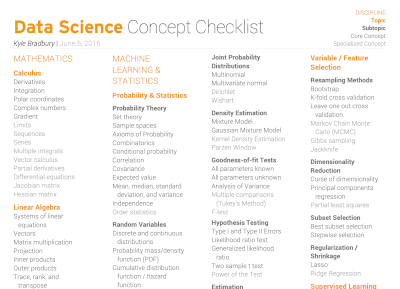 Data Science Concept Checklist
Kyle Bradbury | June 5, 2016
DISCIPLINE
Topic
Subtopic
Core Concept
Specialized Concept
MATHEMATICS
Calculus
Derivatives
Integration
Polar coordinates
Complex numbers
Gradient
Limits
Sequences
Series
Multiple integrals
Vector calculus
Partial derivatives
Differential equations
Jacobian matrix
Hessian matrix
Linear Algebra
Systems of linear
equations
Vectors
Matrix multiplication
Projection
Inner products
Outer products
Trace, rank, and
transpose
MACHINE
LEARNING &
STATISTICS
Probability & Statistics
Probability Theory
Set theory
Sample spaces
Axioms of Probability
Combinatorics
Conditional probability
Correlation
Covariance
Expected value
Mean, median, standard
deviation, and variance
Independence
Order statistics
Random Variables
Discrete and continuous
distributions
Probability mass/density
function (PDF)
Cumulative distribution
function / hazard
function
Joint Probability
Distributions
Multinomial
Multivariate normal
Dirichlet
Wishart
Density Estimation
Mixture Model
Gaussian Mixture Model
Kernel Density Estimation
Parzen Window
Goodness-of-fit Tests
All parameters known
All parameters unknown
Analysis of Variance
Multiple comparisons
(Tukey's Method)
F-test
Hypothesis Testing
Type I and Type II Errors
Likelihood ratio test
Generalized likelihood
ratio
Two sample t test
Power of the Test
Estimation
Variable / Feature
Selection
Resampling Methods
Bootstrap
K-fold cross validation
Leave one out cross
validation
Markov Chain Monte
Carlo (MCMC)
Gibbs sampling
Jackknife
Dimensionality
Reduction
Curse of dimensionality
Principal components
regression
Partial least squares
Subset Selection
Best subset selection
Stepwise selection
Regularization /
Shrinkage
Lasso
Ridge Regression
Supervised Learning